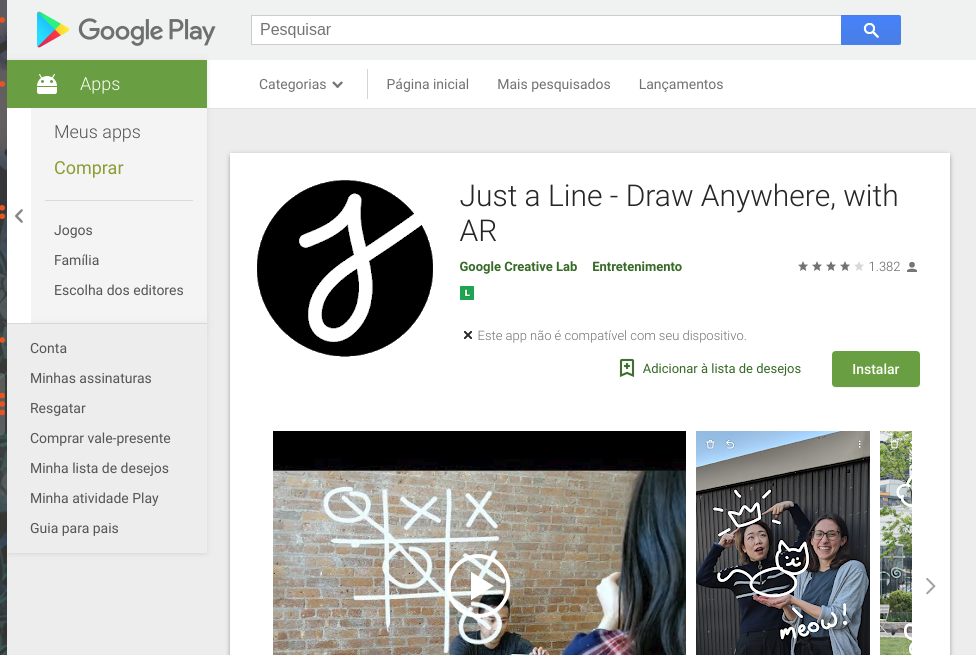 Google Play
Pesquisar
Apps
Categorias
Página inicial
Mais pesquisados
Lançamentos
Meus apps
Comprar
Jogos
Família
Escolha dos editores
Conta
Minhas assinaturas
Resgatar
Comprar vale-presente
Minha lista de desejos
Minha atividade Play
Guia para pais
Just a Line - Draw Anywhere, with
AR
Google Creative Lab Entretenimento
1.382
L
Este app não é compatível com seu dispositivo.
Adicionar à lista de desejos
Instalar
meow!